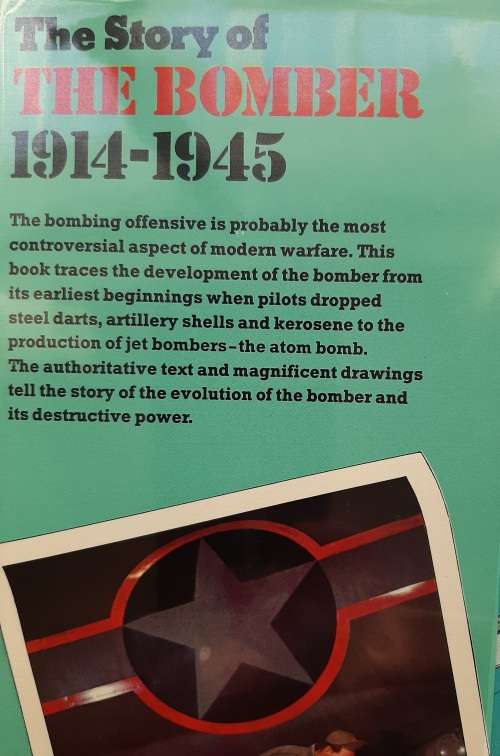 The Story of
THE BOMBER
1914-1945
The bombing offensive is probably the most
controversial aspect of modern warfare. This
book traces the development of the bomber from
its earliest beginnings when pilots dropped
steel darts, artillery shells and kerosene to the
production of jet bombers–the atom bomb.
The authoritative text and magnificent drawings
tell the story of the evolution of the bomber and
its destructive power.